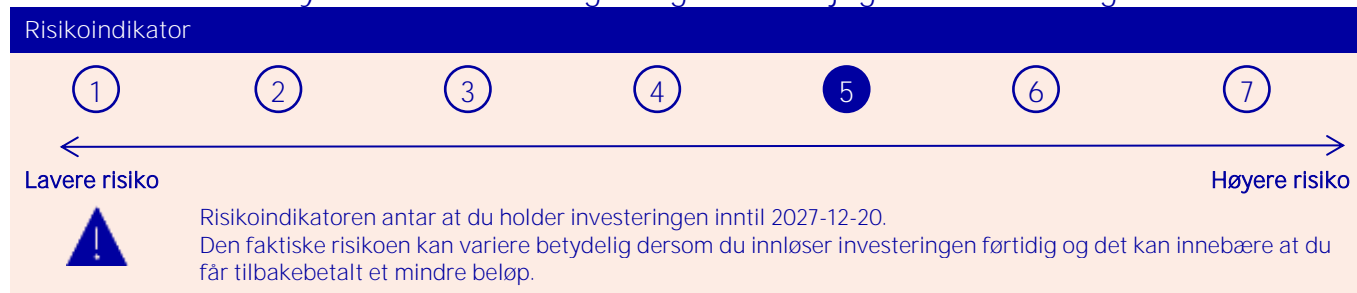 Risikoindikator
1 2 3 4 5 6 7
Lavere risiko Høyere risiko
Risikoindikatoren antar at du holder investeringen inntil 2027-12-20.
Den faktiske risikoen kan variere betydelig dersom du innløser investeringen førtidig og det kan innebære at du
får tilbakebetalt et mindre beløp.